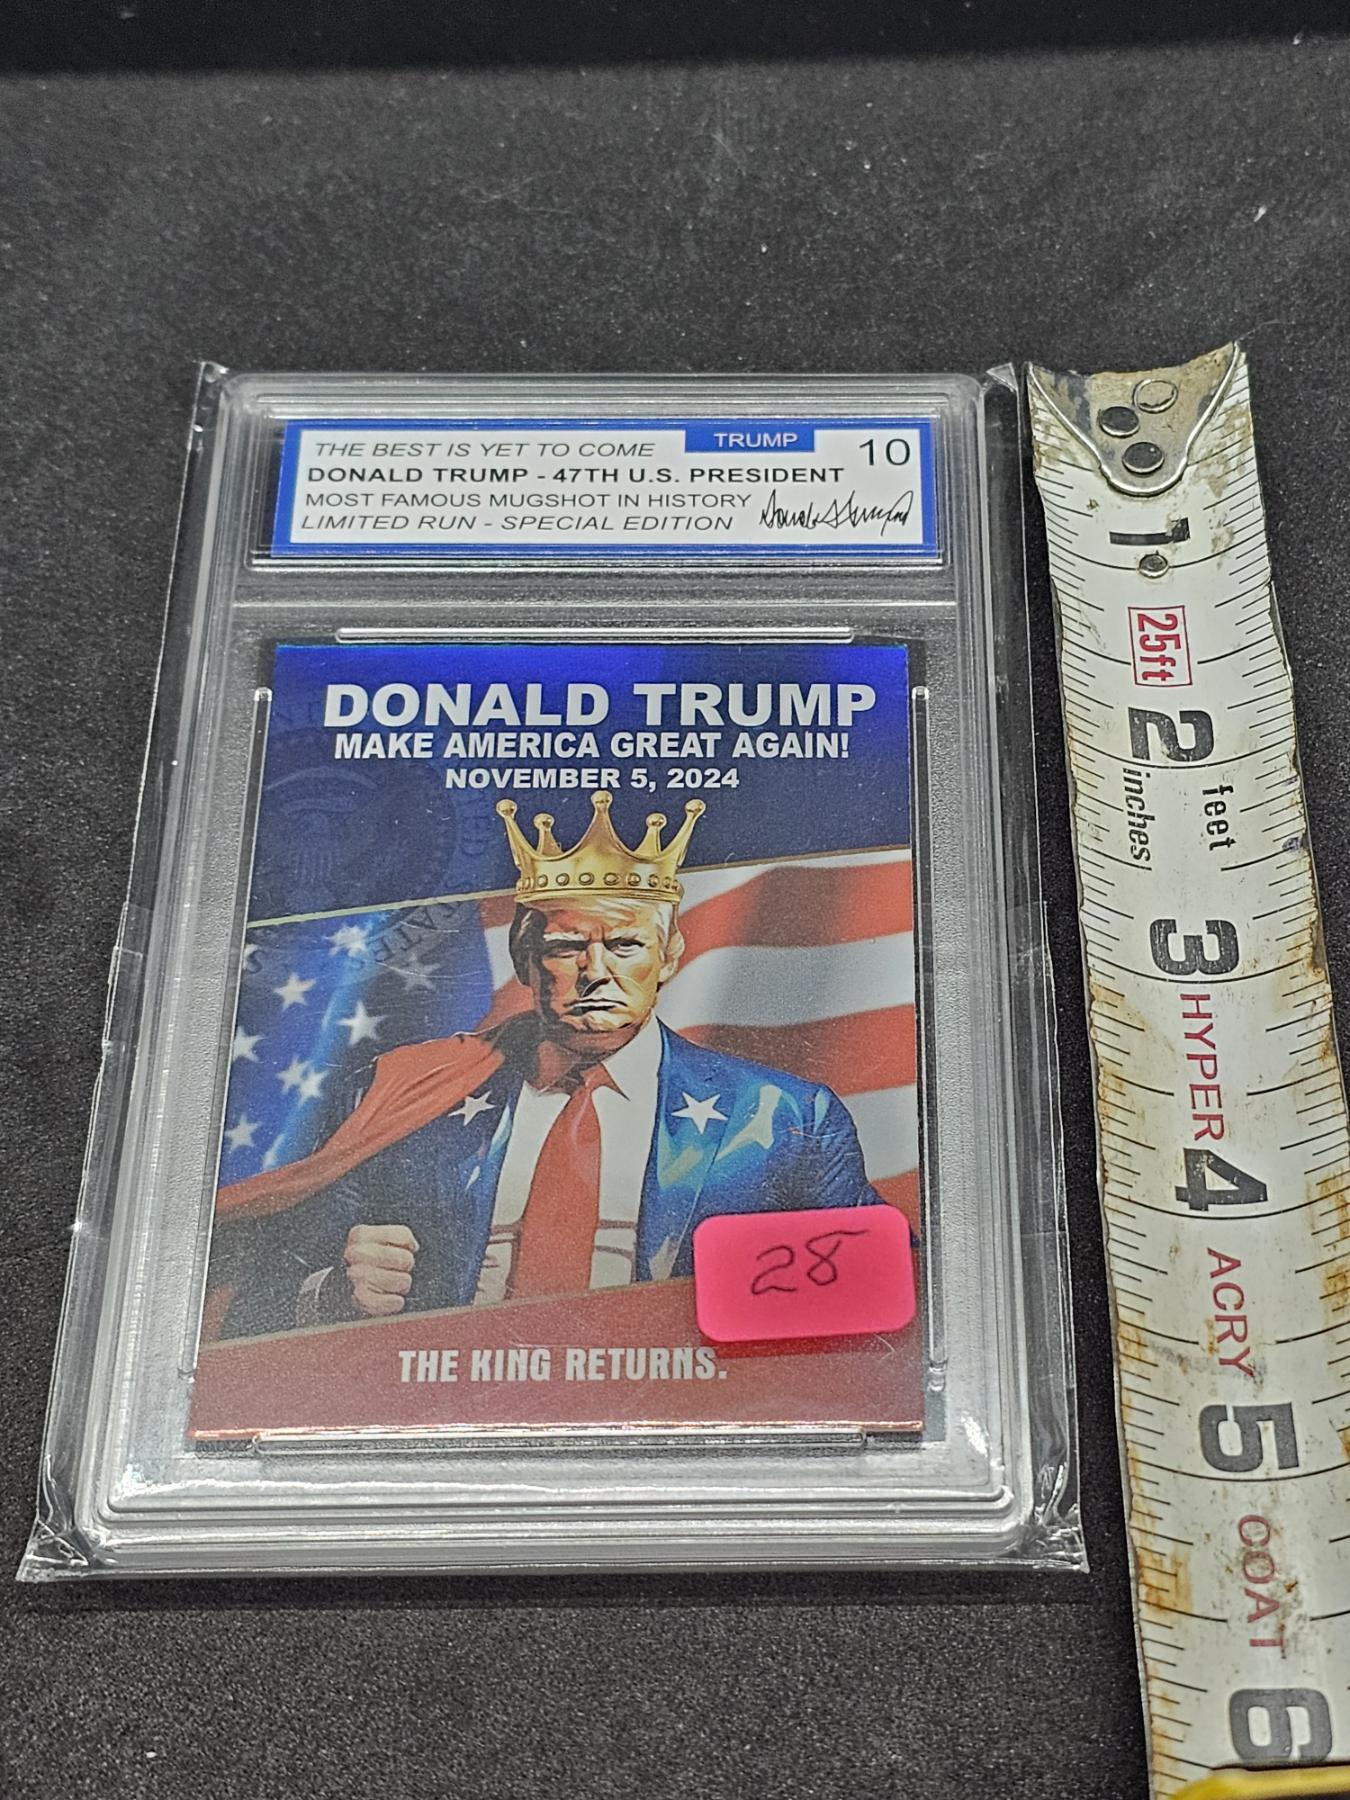 THE BEST IS YET TO COME
TRUMP
10
DONALD TRUMP - 47TH U.S. PRESIDENT
MOST FAMOUS MUGSHOT IN HISTORY
LIMITED RUN - SPECIAL EDITION
DONALD TRUMP
MAKE AMERICA GREAT AGAIN!
NOVEMBER 5, 2024
28
THE KING RETURNS.
1
25ft
2
feet
inches
3
HYPER
4
ACRY
5
COAT
6